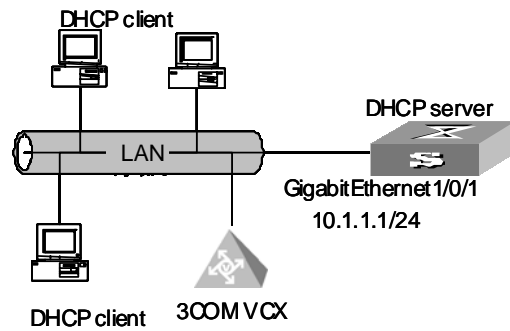 DHCP client
DHCP server
LAN
GigabitEthernet1/0/1
10.1.1.1/24
DHCP client
3COM VCX